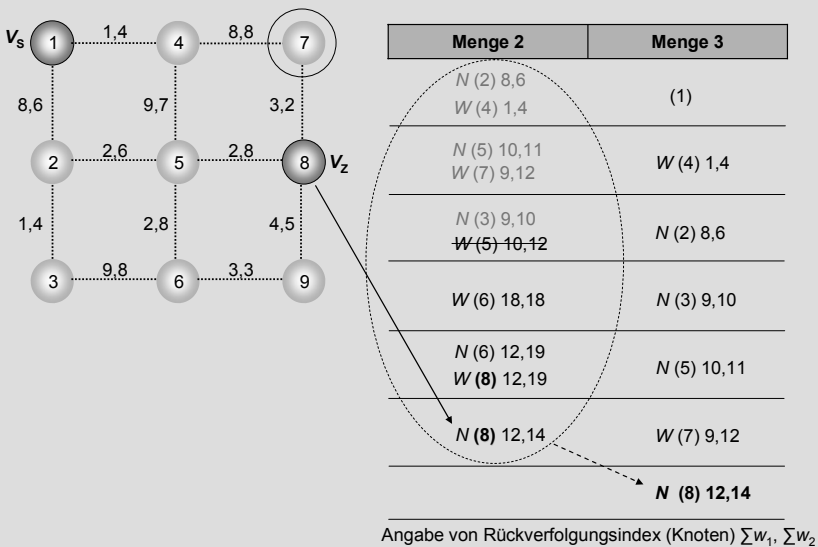 Vs 1 1,4 4 8,8 7
8,6 9,7 3,2
2 2,6 5 2,8 8 Vz
1,4 2,8 4,5
3 9,8 6 3,3 9
Menge 2 Menge 3
N (2) 8,6
W (4) 1,4
(1)
N (5) 10,11
W (7) 9,12
W (4) 1,4
N (3) 9,10
W (5) 10,12
N (2) 8,6
W (6) 18,18
N (3) 9,10
N (6) 12,19
W (8) 12,19
N (5) 10,11
N (8) 12,14
W (7) 9,12
N (8) 12,14
Angabe von Rückverfolgungsindex (Knoten) ∑w₁, ∑w₂